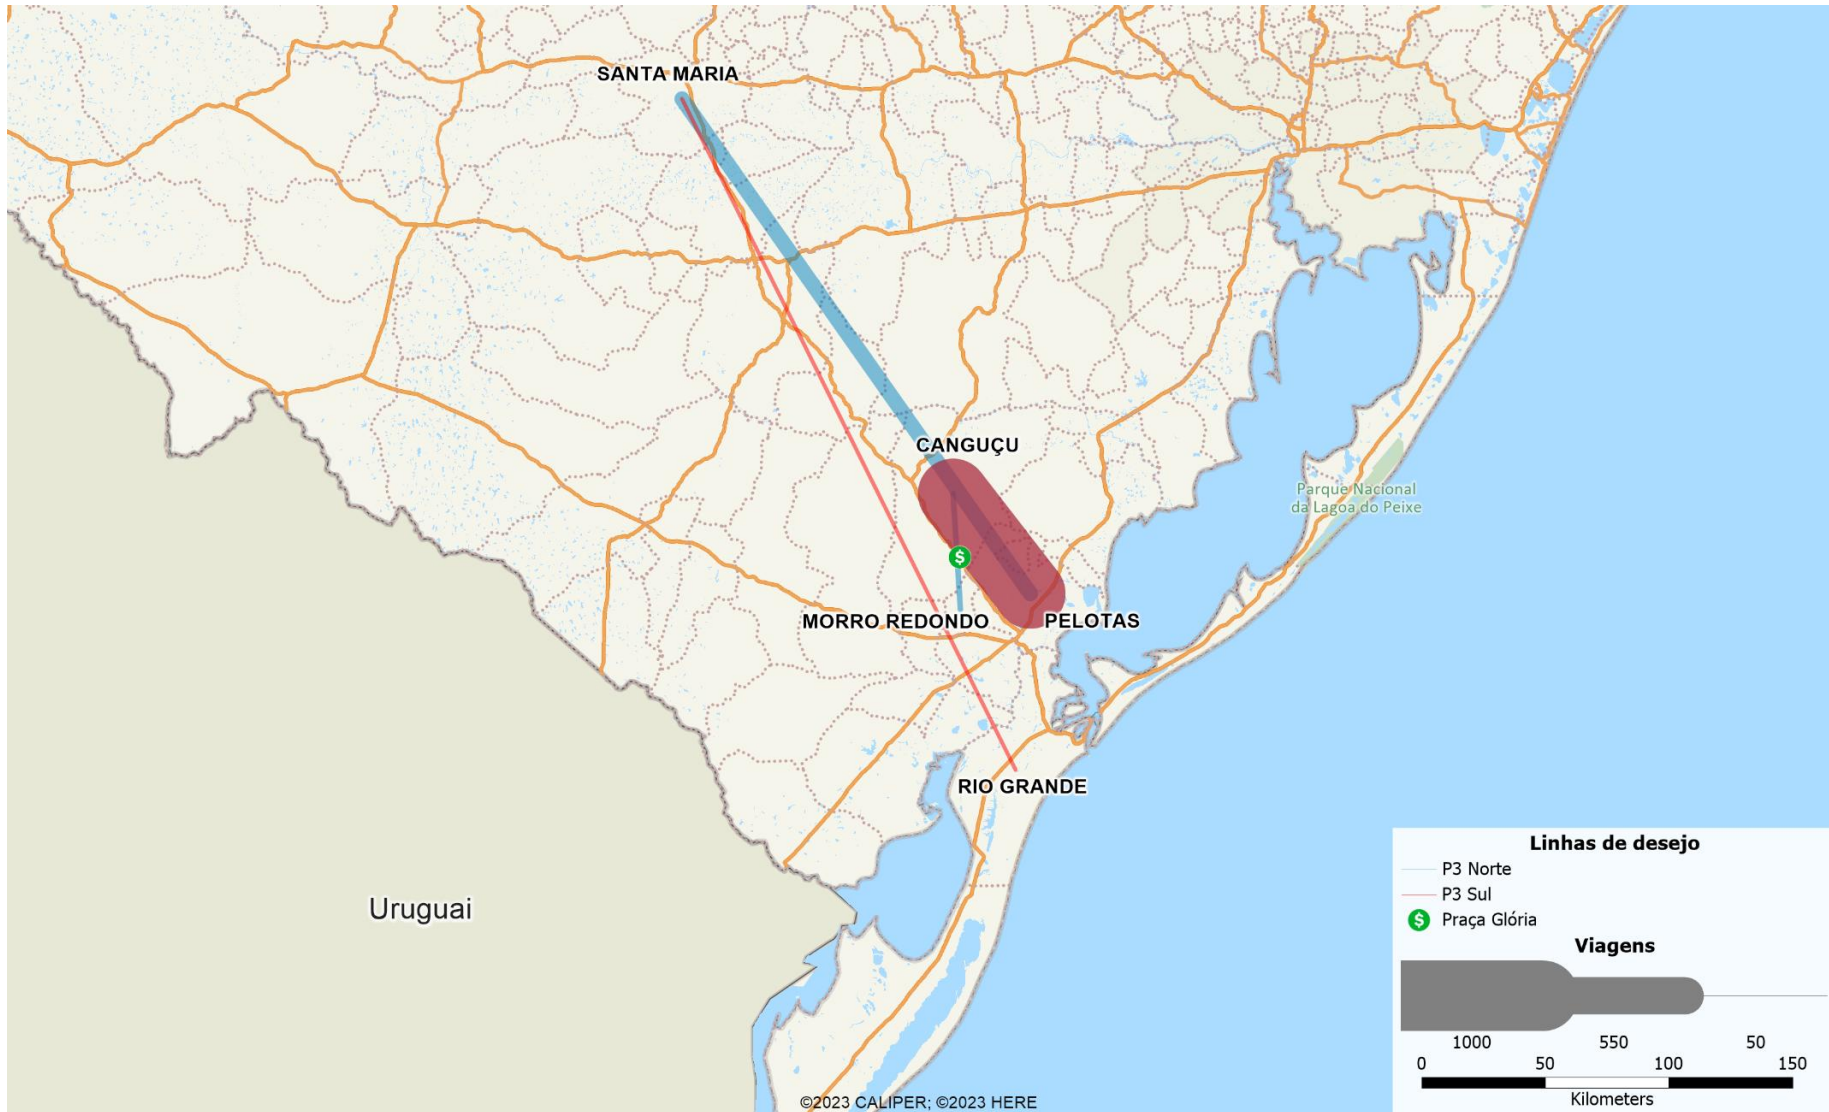 SANTA MARIA
CANGUÇU
Parque Nacional
da Lagoa do Peixe
$
MORRO REDONDO
PELOTAS
RIO GRANDE
Uruguai
Linhas de desejo
P3 Norte
P3 Sul
$ Praça Glória
Viagens
1000 550 50
0 50 100 150
Kilometers
©2023 CALIPER; ©2023 HERE